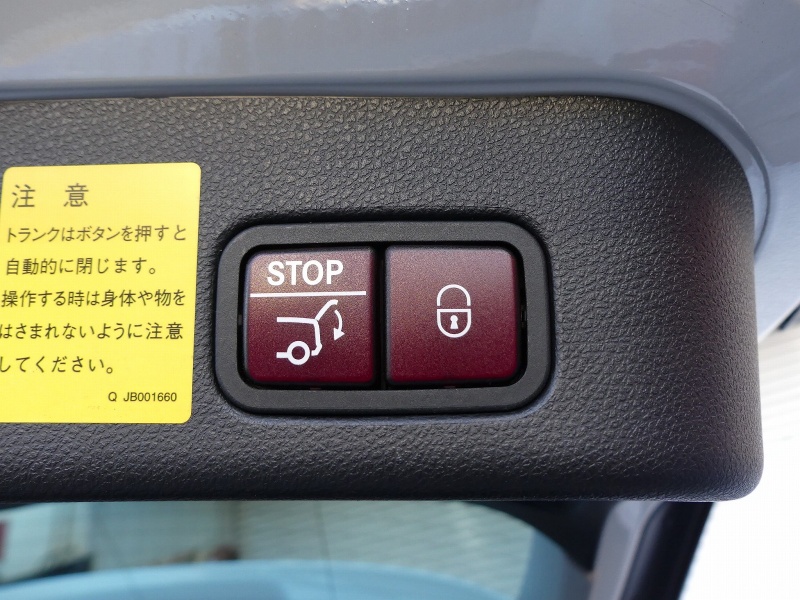 注 意
トランクはボタンを押すと
自動的に閉じます。
操作する時は身体や物を
はさまれないように注意
してください。
Q JB001660
STOP